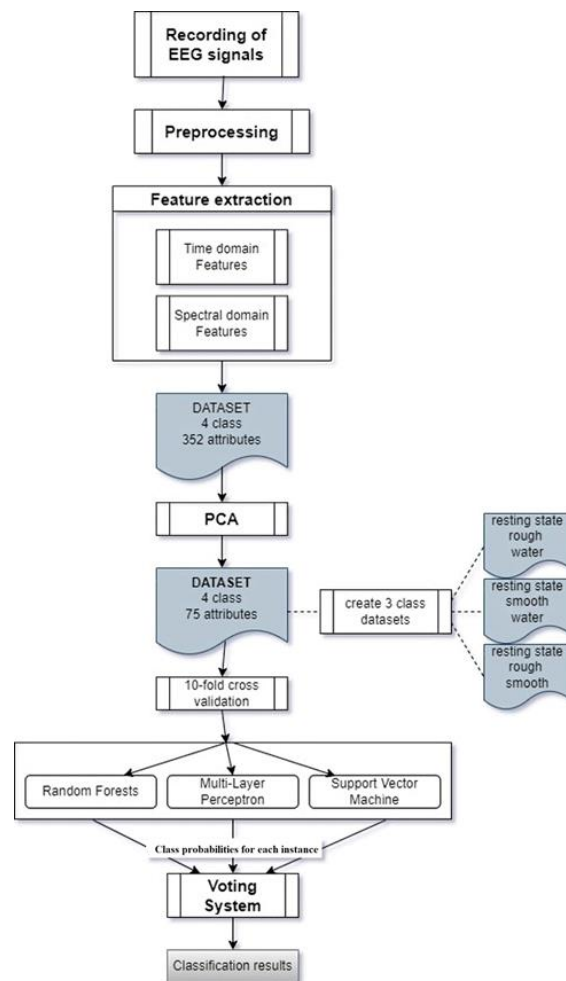 Recording of
EEG signals
Preprocessing
Feature extraction
Time domain
Features
Spectral domain
Features
DATASET
4 class
352 attributes
PCA
DATASET
4 class
75 attributes
create 3 class
datasets
resting state
rough
water
resting state
smooth
water
resting state
rough
smooth
10-fold cross
validation
Random Forests
Multi-Layer
Perceptron
Support Vector
Machine
Class probabilities for each instance
Voting
System
Classification results